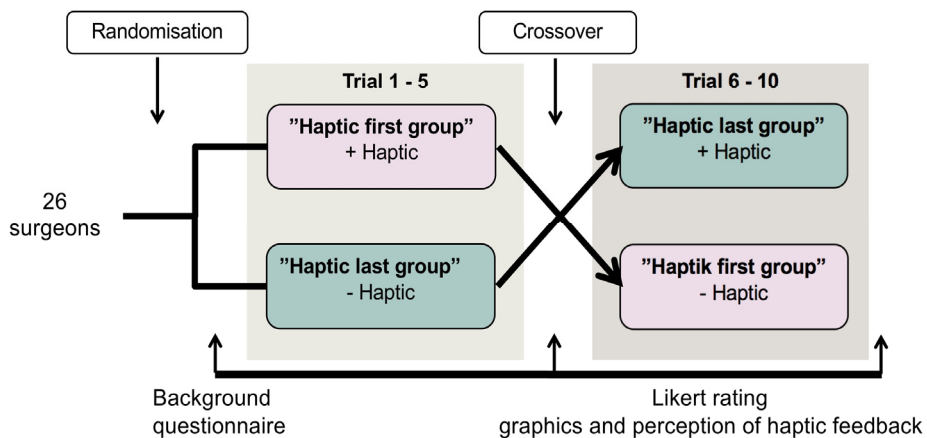 Randomisation
Crossover
Trial 1 - 5
Trial 6 - 10
”Haptic first group”
+ Haptic
”Haptic last group”
+ Haptic
26
surgeons
”Haptic last group”
- Haptic
”Haptik first group”
- Haptic
Background
questionnaire
Likert rating
graphics and perception of haptic feedback